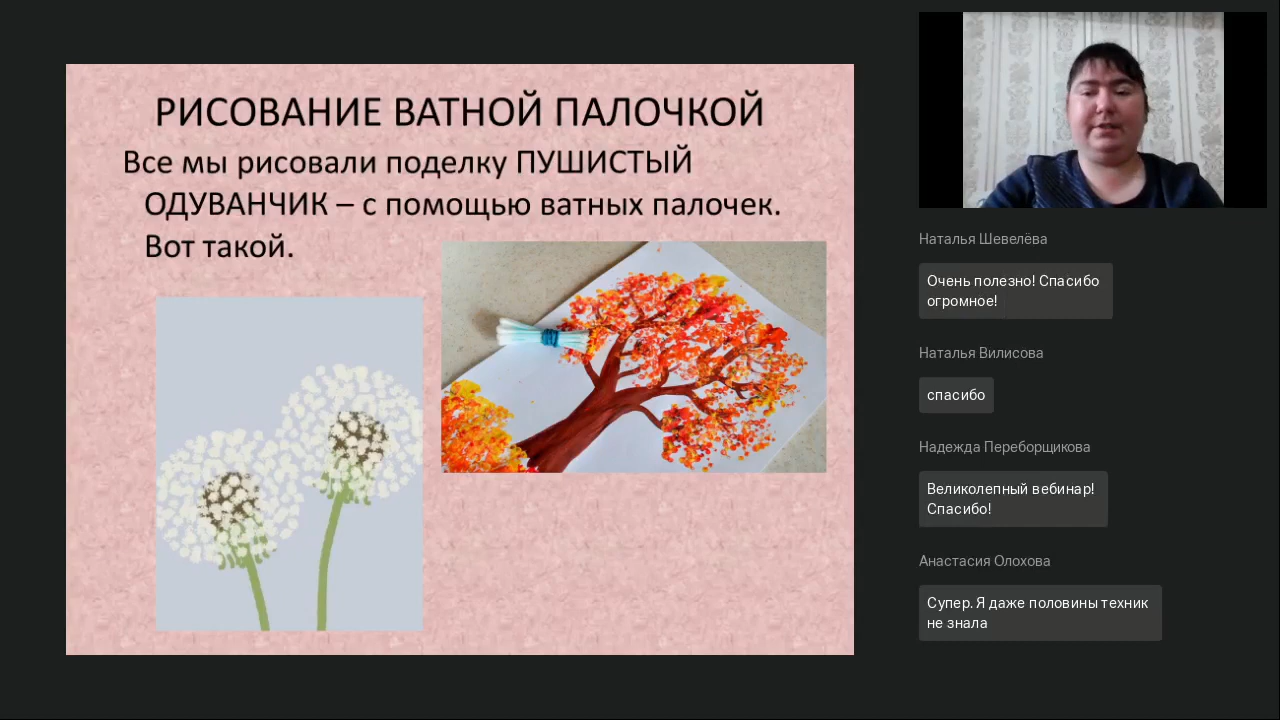 РИСОВАНИЕ ВАТНОЙ ПАЛОЧКОЙ
Все мы рисовали поделку ПУШИСТЫЙ
ОДУВАНЧИК – с помощью ватных палочек.
Вот такой.
Наталья Шевелёва
Очень полезно! Спасибо
огромное!
Наталья Вилисова
спасибо
Надежда Переборщикова
Великолепный вебинар!
Спасибо!
Анастасия Олохова
Супер. Я даже половины техник
не знала